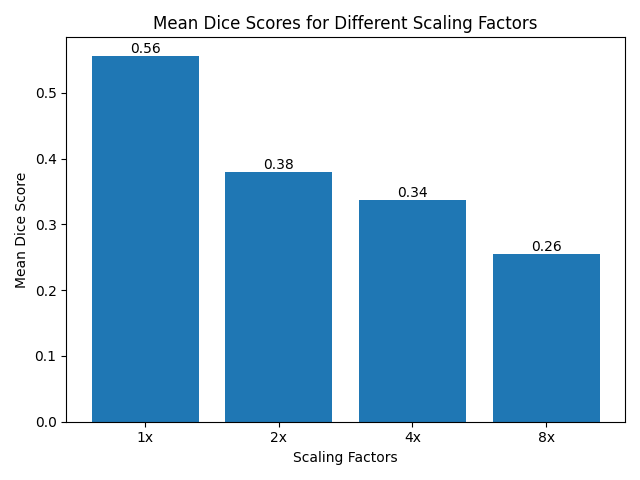 Mean Dice Scores for Different Scaling Factors
0.56
0.38
0.34
0.26
0.5
0.4
0.3
0.2
0.1
0.0
Mean Dice Score
1x 2x 4x 8x
Scaling Factors